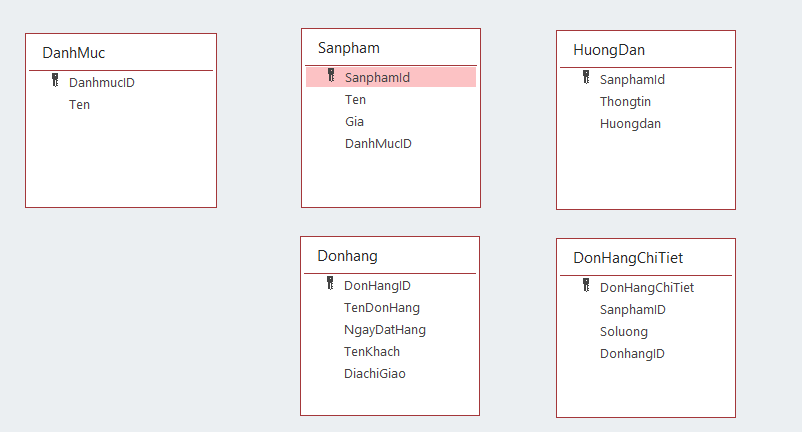 DanhMuc
DanhmucID
Ten
Sanpham
SanphamId
Ten
Gia
DanhMucID
HuongDan
SanphamId
Thongtin
Huongdan
Donhang
DonHangID
TenDonHang
NgayDatHang
TenKhach
DiachiGiao
DonHangChiTiet
DonHangChiTiet
SanphamID
Soluong
DonhangID